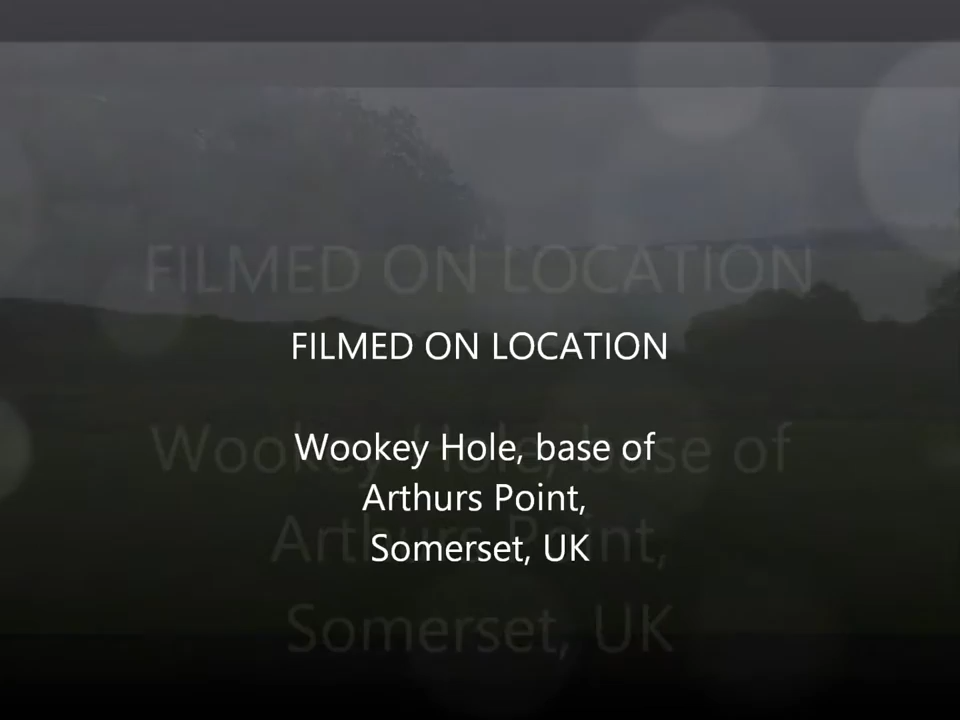 FILMED ON LOCATION
Wookey Hole, base of
Arthurs Point,
Somerset, UK